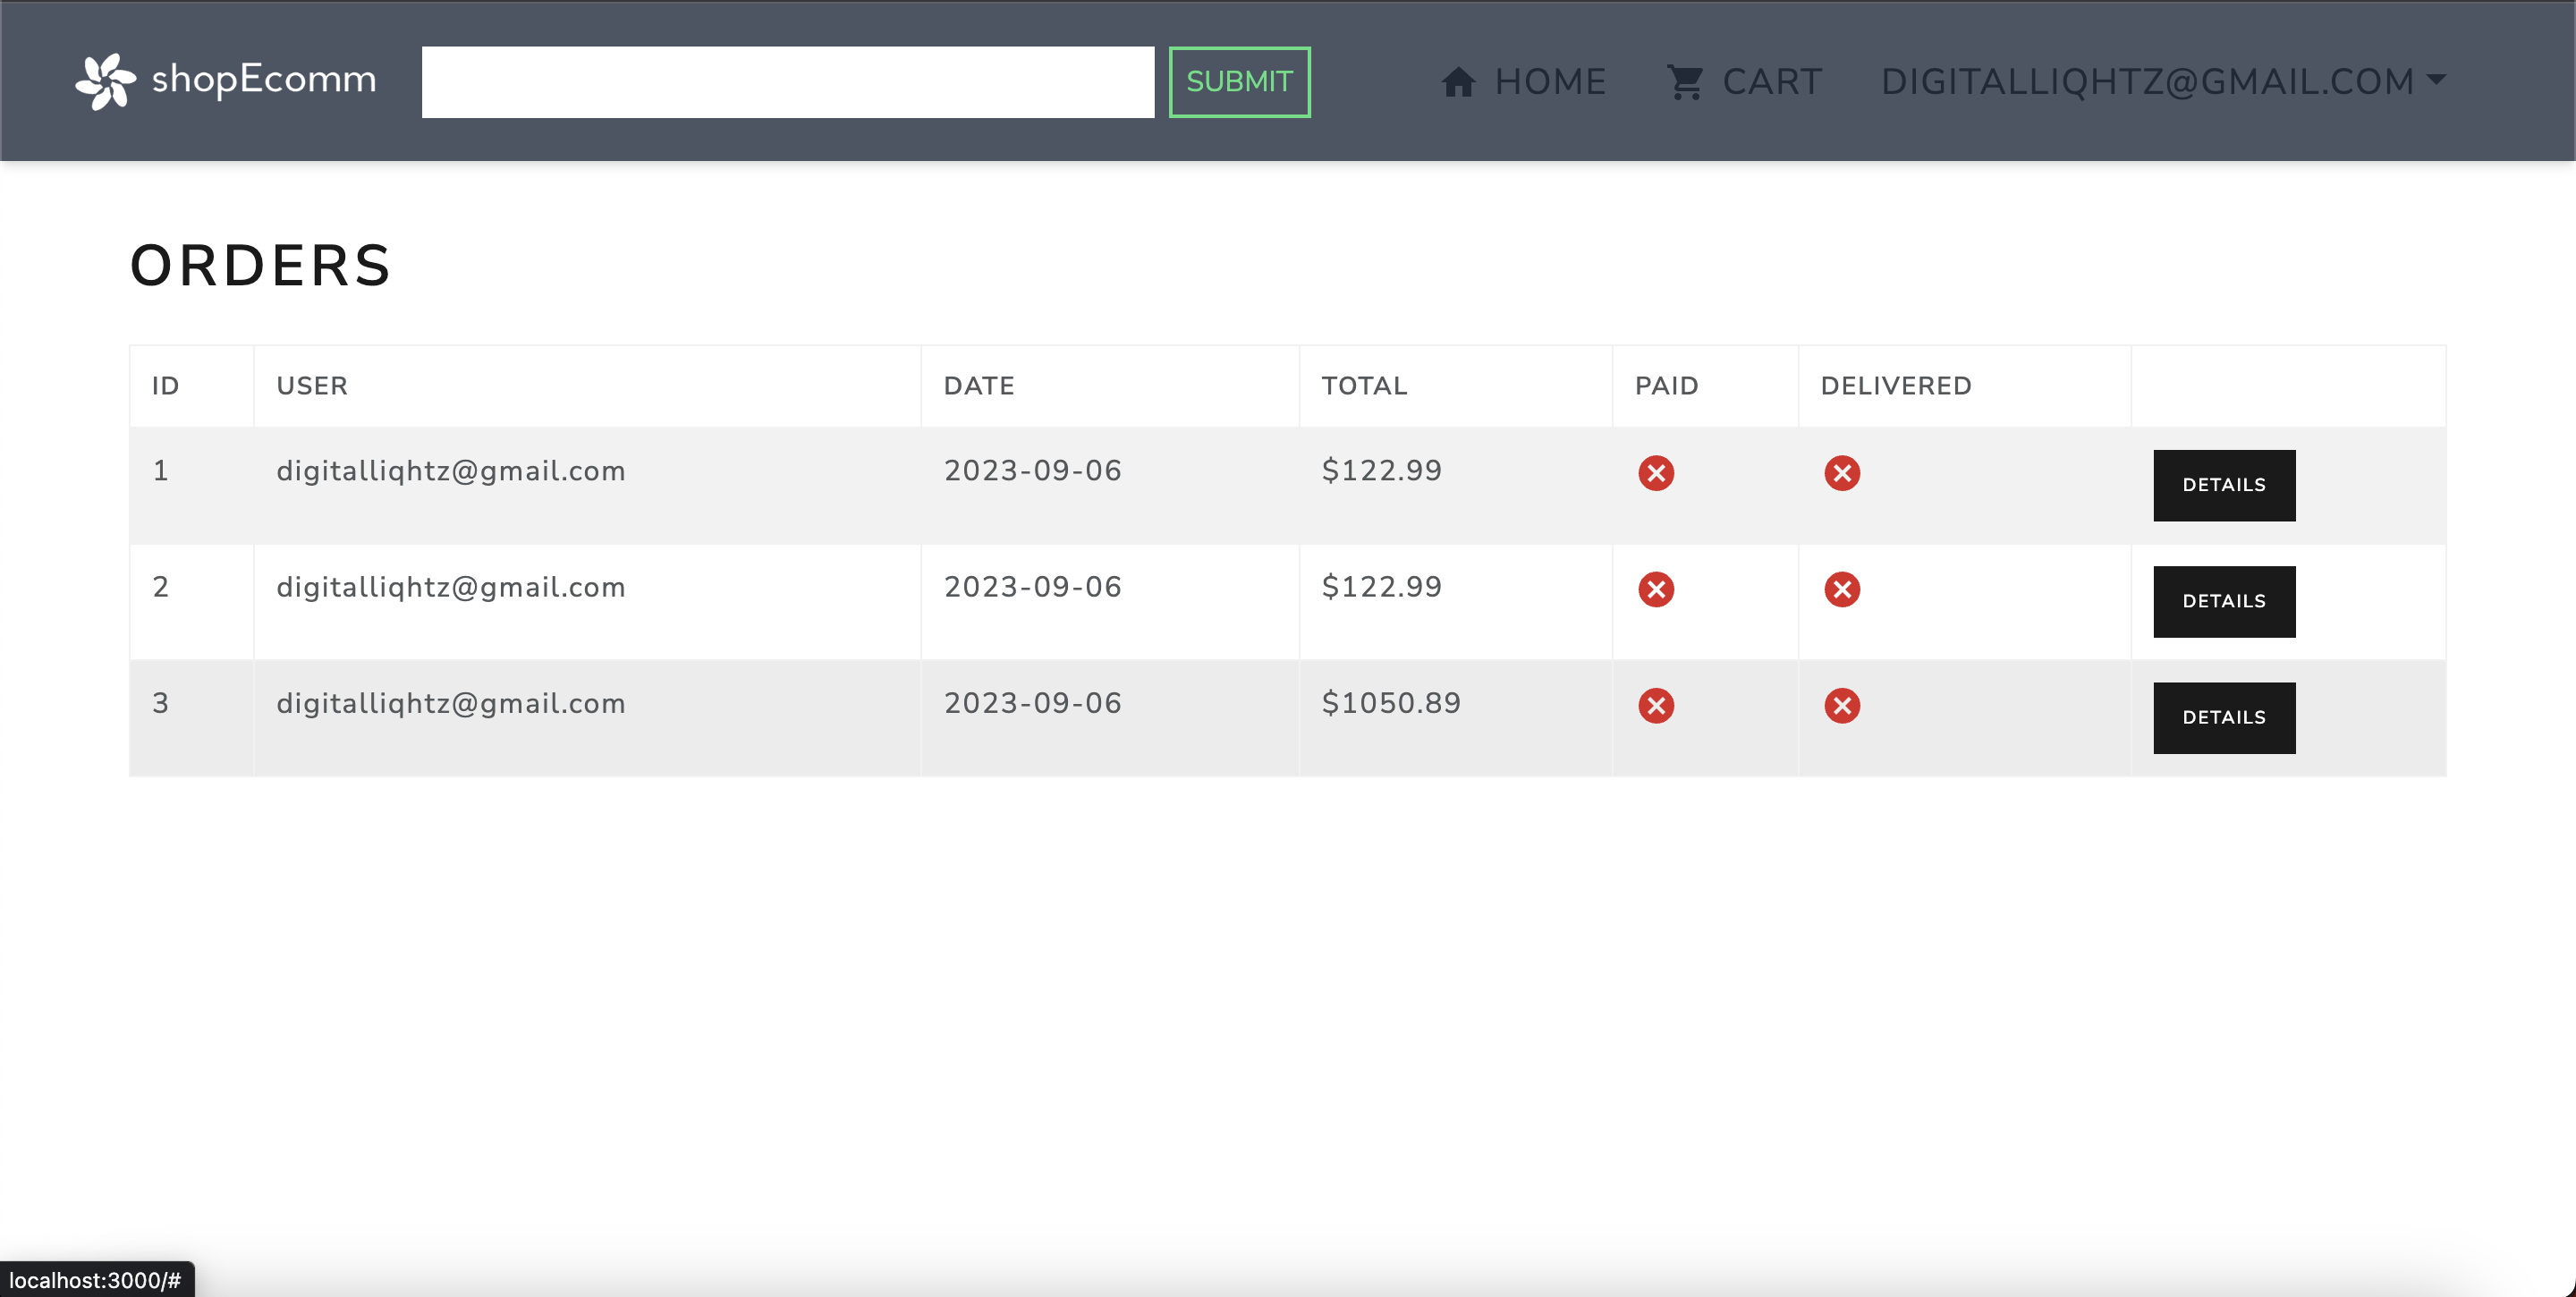 shopEcomm SUBMIT HOME CART DIGITALLIQHTZ@GMAIL.COM
ORDERS
ID USER DATE TOTAL PAID DELIVERED
1 digitalliqhtz@gmail.com 2023-09-06 $122.99 DETAILS
2 digitalliqhtz@gmail.com 2023-09-06 $122.99 DETAILS
3 digitalliqhtz@gmail.com 2023-09-06 $1050.89 DETAILS
localhost:3000/#